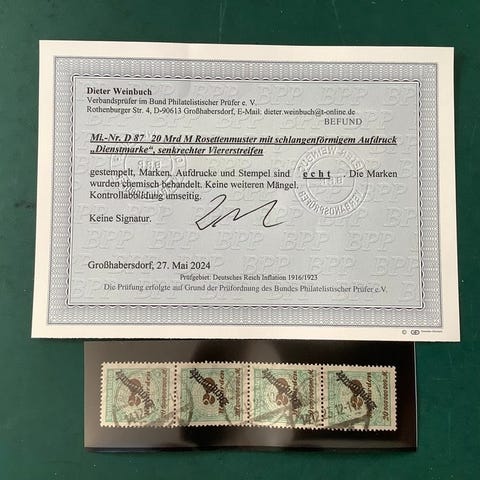 Dieter Weinbuch
Verbandsprüfer im Bund Philatelistischer Prüfer e. V.
Rothenburger Str. 4, D-90613 Großhabersdorf, E-Mail: dieter.weinbuch@t-online.de
BEFUND
Mi.-Nr. D 87 20 Mrd M Rosettenmuster mit schlangenförmigem Aufdruck
„Dienstmarke", senkrechter Viererstreifen
gestempelt, Marken, Aufdrucke und Stempel sind echt. Die Marken
wurden chemisch behandelt. Keine weiteren Mängel.
Kontrollabbildung umseitig.
Keine Signatur.
Großhabersdorf, 27. Mai 2024
Prüfgebiet: Deutsches Reich Inflation 1916/1923
Die Prüfung erfolgte auf Grund der Prüfordnung des Bundes Philatelistischer Prüfer e.V.